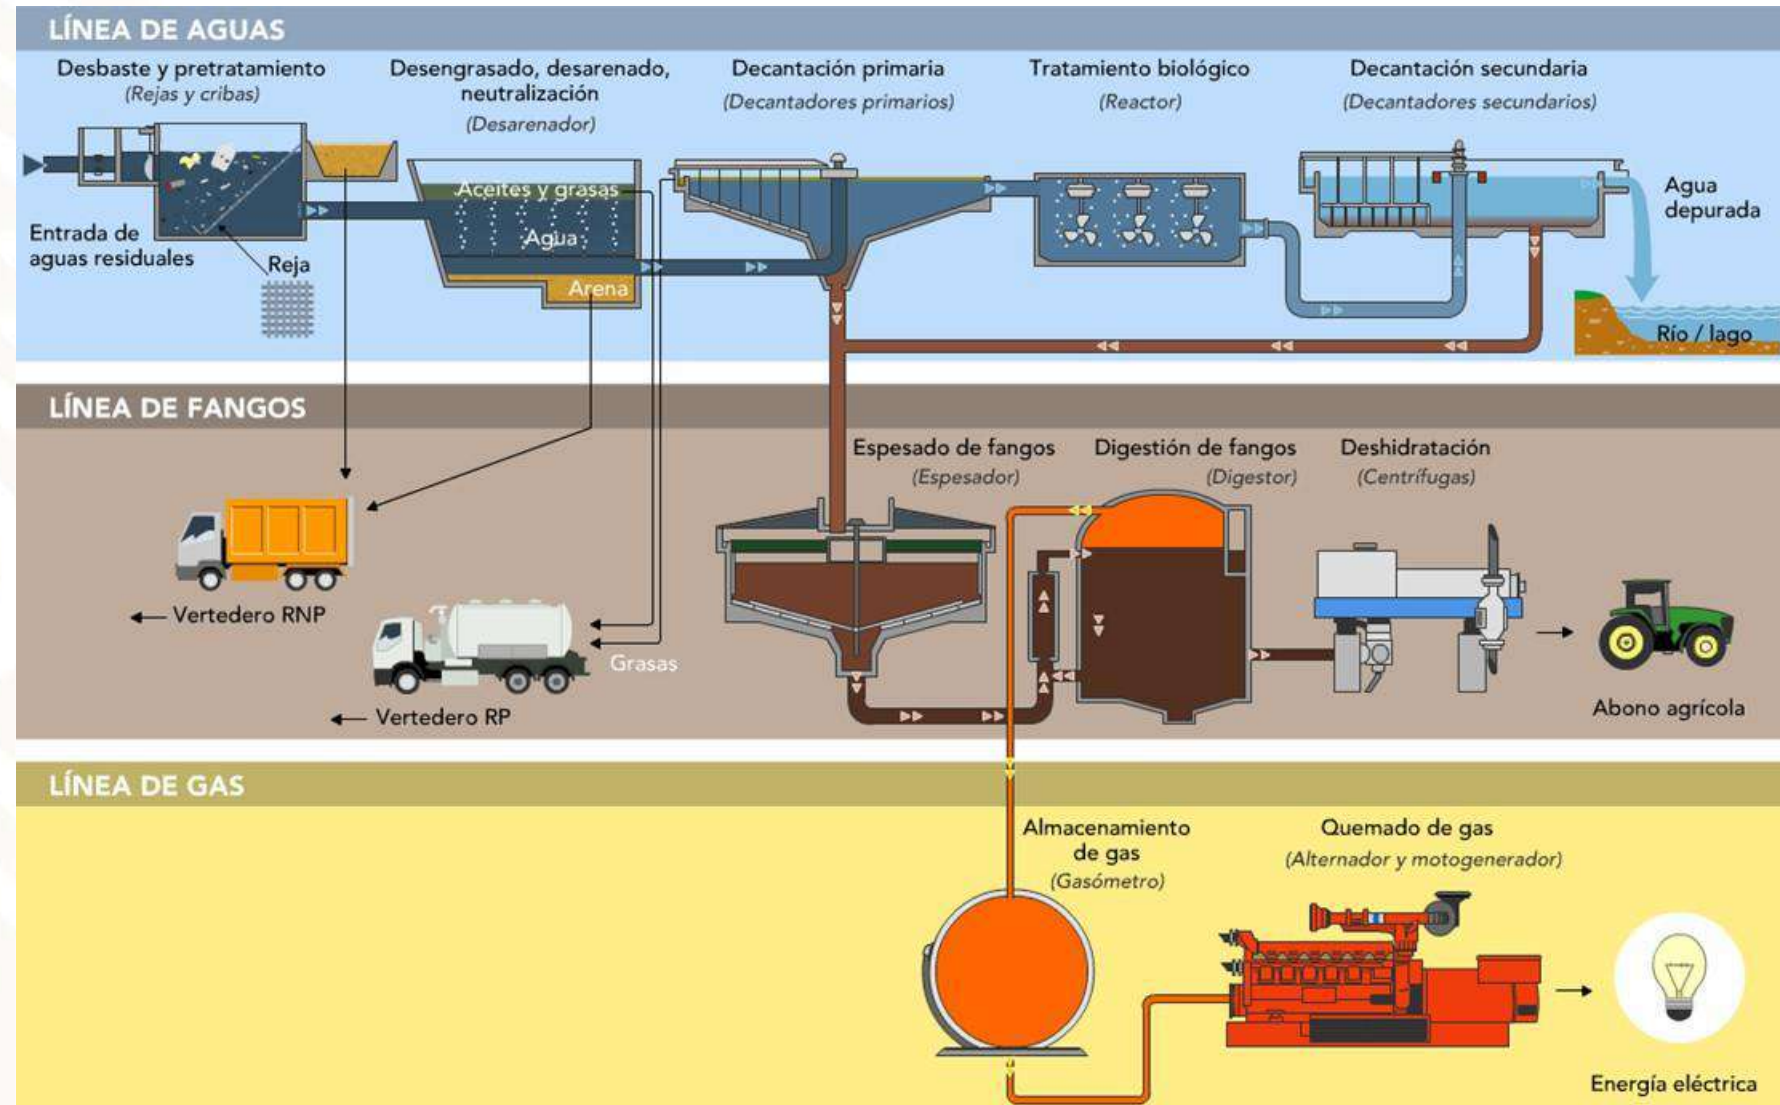 LÍNEA DE AGUAS
Desbaste y pretratamiento
(Rejas y cribas)
Desengrasado, desarenado,
neutralización
(Desarenador)
Decantación primaria
(Decantadores primarios)
Tratamiento biológico
(Reactor)
Decantación secundaria
(Decantadores secundarios)
Aceites y grasas
Agua
Arena
Entrada de
aguas residuales
Reja
Agua
depurada
Río / lago
LÍNEA DE FANGOS
Espesado de fangos
(Espesador)
Digestión de fangos
(Digestor)
Deshidratación
(Centrífugas)
Vertedero RNP
Grasas
Vertedero RP
Abono agrícola
LÍNEA DE GAS
Almacenamiento
de gas
(Gasómetro)
Quemado de gas
(Alternador y motogenerador)
Energía eléctrica